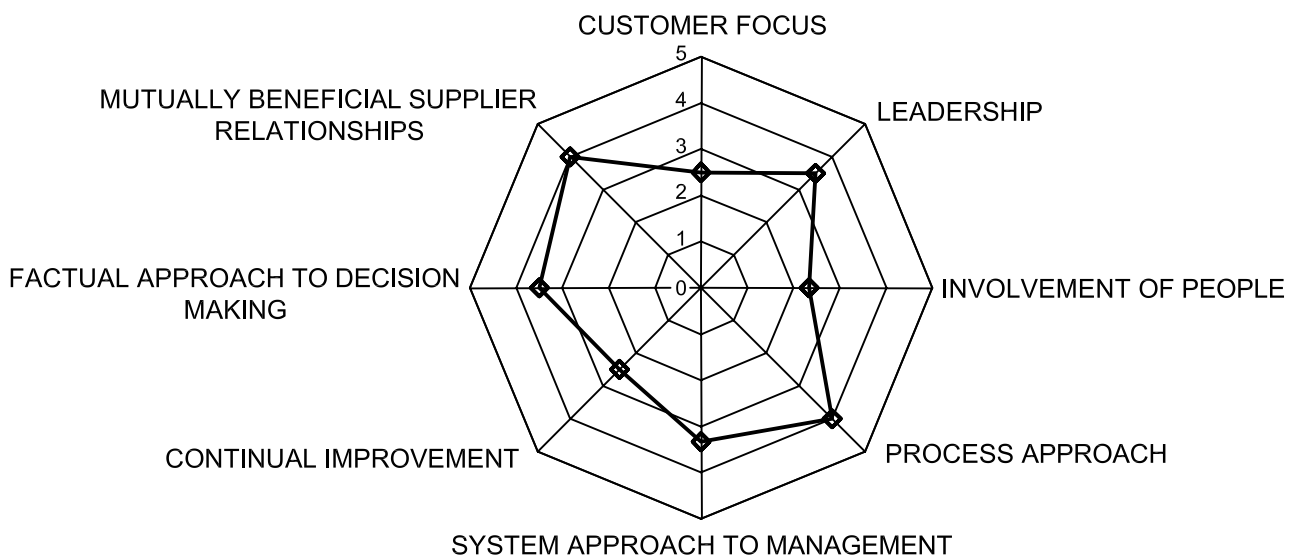 CUSTOMER FOCUS
5
MUTUALLY BENEFICIAL SUPPLIER
RELATIONSHIPS
4
LEADERSHIP
3
2
1
FACTUAL APPROACH TO DECISION
MAKING
0
INVOLVEMENT OF PEOPLE
CONTINUAL IMPROVEMENT
PROCESS APPROACH
SYSTEM APPROACH TO MANAGEMENT